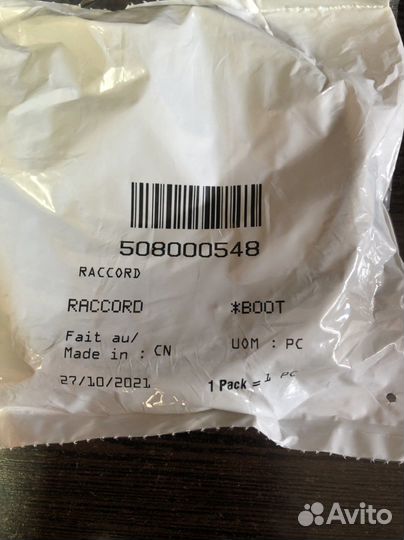 508000548
RACCORD
RACCORD *BOOT
Fait au/
Made in : CN UOM : PC
27/10/2021 1 Pack = 1 PC
Avito